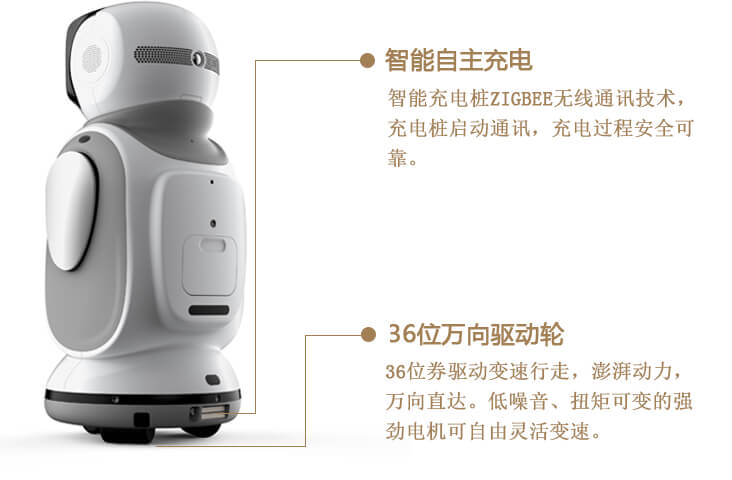 智能自主充电
智能充电桩ZIGBEE无线通讯技术，
充电桩启动通讯，充电过程安全可
靠。
36位万向驱动轮
36位券驱动变速行走，澎湃动力，
万向直达。低噪音、扭矩可变的强
劲电机可自由灵活变速。